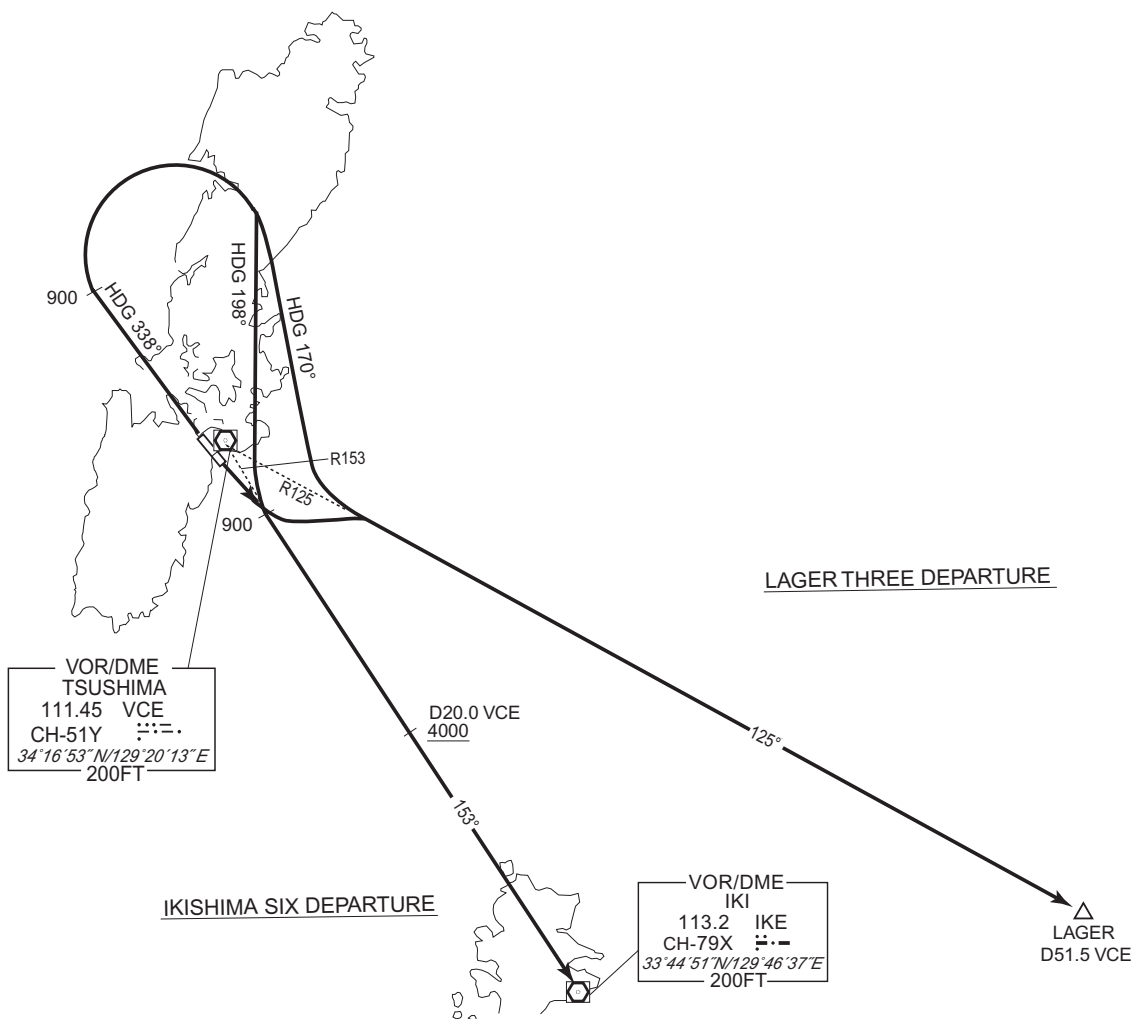 900
HDG 338°
HDG 198°
HDG 170°
R153
R125
900
LAGER THREE DEPARTURE
VOR/DME
TSUSHIMA
111.45 VCE
CH-51Y
34°16´53˝N/129°20´13˝E
200FT
D20.0 VCE
4000
125°
153°
IKISHIMA SIX DEPARTURE
VOR/DME
IKI
113.2 IKE
CH-79X
33°44´51˝N/129°46´37˝E
200FT
LAGER
D51.5 VCE